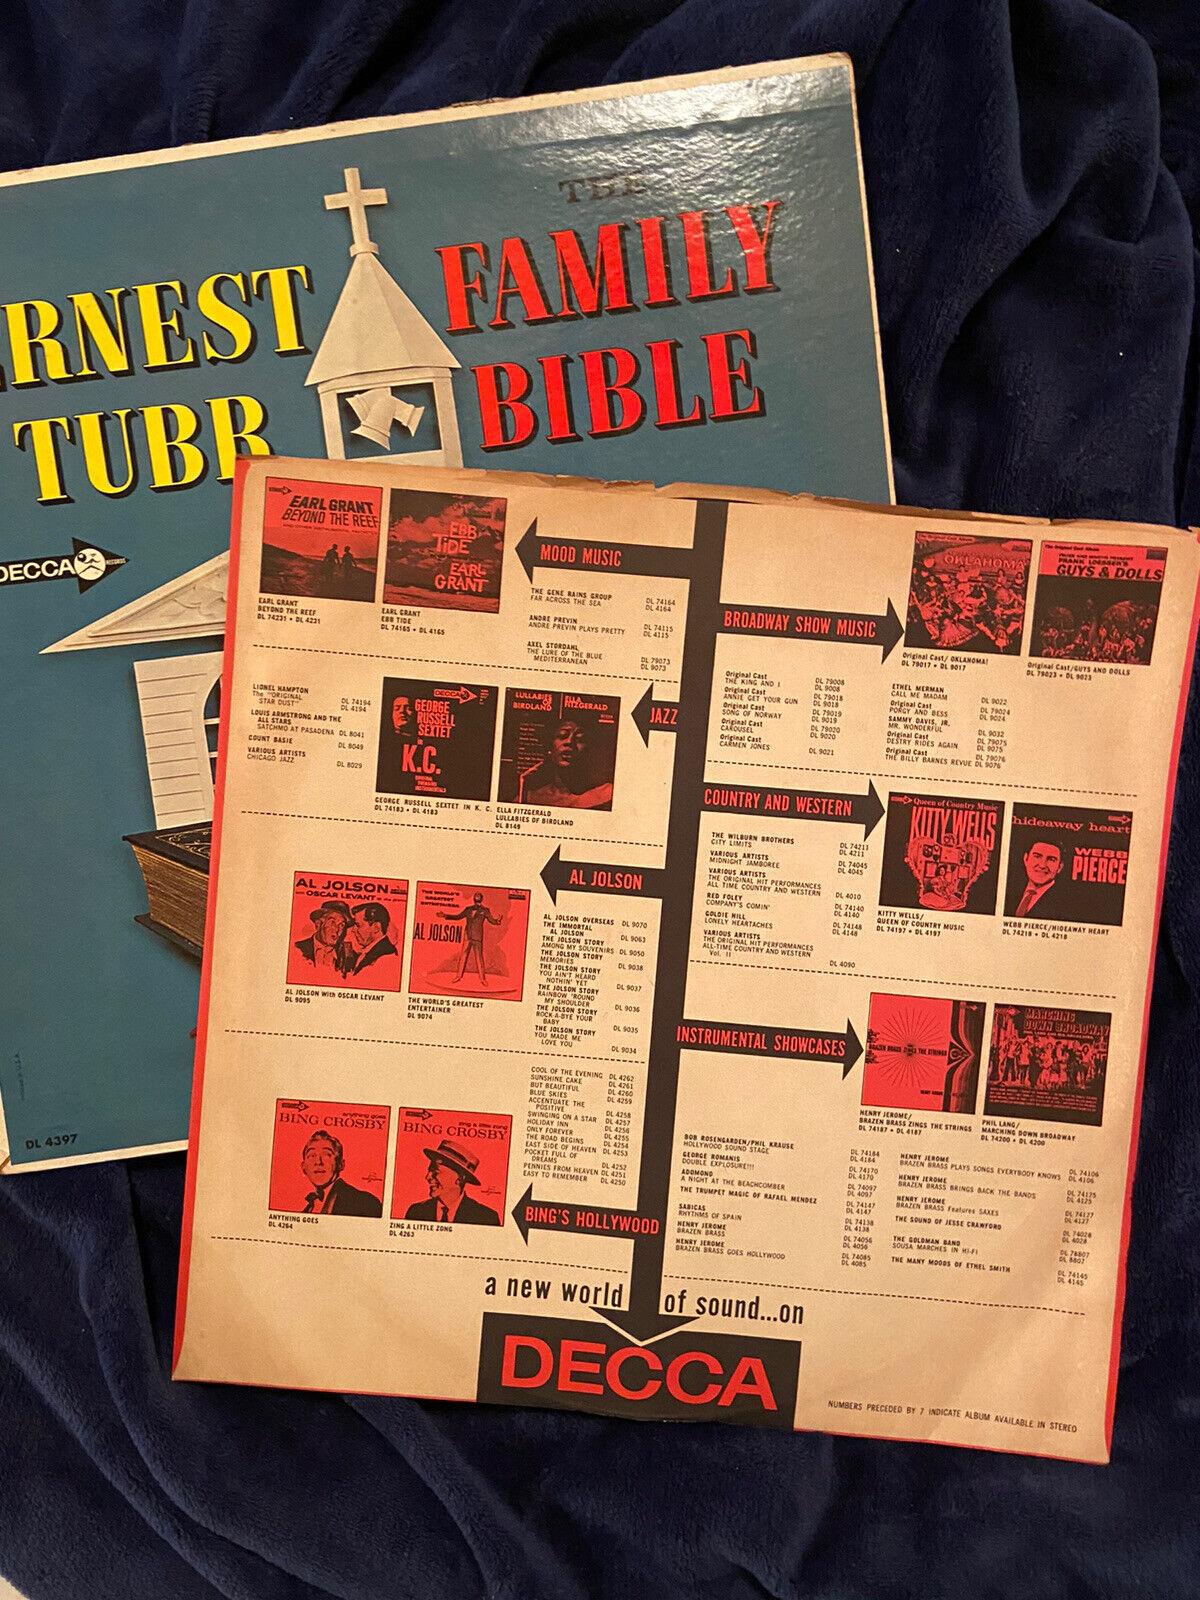 THE
FAMILY
BIBLE
RNEST
TUBB
DECCA
RECORDS
DL 4397
EARL GRANT
BEYOND THE REEF
EBB
TIDE
EARL
GRANT
EARL GRANT
BEYOND THE REEF
DL 74231 • DL 4231
EARL GRANT
EBB TIDE
DL 74165 • DL 4165
MOOD MUSIC
THE GENE RAINS GROUP
FAR ACROSS THE SEA
DL 74164
DL 4164
ANDRE PREVIN
ANDRE PREVIN PLAYS PRETTY
DL 74115
DL 4115
AXEL STORDAHL
THE LURE OF THE BLUE
MEDITERRANEAN
DL 79073
DL 9073
LIONEL HAMPTON
The "ORIGINAL
STAR DUST"
DL 74194
DL 4194
LOUIS ARMSTRONG AND THE
ALL STARS
SATCHMO AT PASADENA DL 8041
COUNT BASIE DL 8049
VARIOUS ARTISTS
CHICAGO JAZZ DL 8029
DECCA
GEORGE
RUSSELL
SEXTET
in
K.C.
LULLABIES
OF
BIRDLAND
ELLA
FITZGERALD
JAZZ
GEORGE RUSSELL SEXTET IN K. C.
DL 74183 • DL 4183
ELLA FITZGERALD
LULLABIES OF BIRDLAND
DL 8149
AL JOLSON
with OSCAR LEVANT at the piano
THE WORLD'S
GREATEST
ENTERTAINER
AL JOLSON
AL JOLSON With OSCAR LEVANT
DL 9095
THE WORLD'S GREATEST
ENTERTAINER
DL 9074
AL JOLSON
AL JOLSON OVERSEAS DL 9070
THE IMMORTAL
AL JOLSON DL 9063
THE JOLSON STORY
AMONG MY SOUVENIRS DL 9050
THE JOLSON STORY
MEMORIES DL 9038
THE JOLSON STORY
YOU AIN'T HEARD
NOTHIN' YET DL 9037
THE JOLSON STORY
RAINBOW 'ROUND
MY SHOULDER DL 9036
THE JOLSON STORY
ROCK-A-BYE YOUR
BABY DL 9035
THE JOLSON STORY
YOU MADE ME
LOVE YOU DL 9034
COOL OF THE EVENING DL 4262
SUNSHINE CAKE DL 4261
BUT BEAUTIFUL DL 4260
BLUE SKIES DL 4259
ACCENTUATE THE
POSITIVE DL 4258
SWINGING ON A STAR DL 4257
HOLIDAY INN DL 4256
ONLY FOREVER DL 4255
THE ROAD BEGINS DL 4254
EAST SIDE OF HEAVEN DL 4253
POCKET FULL OF
DREAMS DL 4252
PENNIES FROM HEAVEN DL 4251
EASY TO REMEMBER DL 4250
anything goes
BING CROSBY
zing a little zong
BING CROSBY
ANYTHING GOES
DL 4264
ZING A LITTLE ZONG
DL 4263
BING'S HOLLYWOOD
BROADWAY SHOW MUSIC
OKLAHOMA!
FRANK LOESSER'S
GUYS & DOLLS
Original Cast/ OKLAHOMA!
DL 79017 • DL 9017
Original Cast/GUYS AND DOLLS
DL 79023 • DL 9023
Original Cast
THE KING AND I
DL 79008
DL 9008
Original Cast
ANNIE GET YOUR GUN
DL 79018
DL 9018
Original Cast
SONG OF NORWAY
DL 79019
DL 9019
Original Cast
CAROUSEL
DL 79020
DL 9020
Original Cast
CARMEN JONES DL 9021
ETHEL MERMAN
CALL ME MADAM DL 9022
Original Cast
PORGY AND BESS
DL 79024
DL 9024
SAMMY DAVIS, JR.
MR. WONDERFUL DL 9032
Original Cast
DESTRY RIDES AGAIN
DL 79075
DL 9075
Original Cast
THE BILLY BARNES REVUE
DL 79076
DL 9076
COUNTRY AND WESTERN
Queen of Country Music
KITTY WELLS
hideaway heart
WEBB
PIERCE
KITTY WELLS/
QUEEN OF COUNTRY MUSIC
DL 74197 • DL 4197
WEBB PIERCE/HIDEAWAY HEART
DL 74218 • DL 4218
THE WILBURN BROTHERS
CITY LIMITS
DL 74211
DL 4211
VARIOUS ARTISTS
MIDNIGHT JAMBOREE
DL 74045
DL 4045
VARIOUS ARTISTS
THE ORIGINAL HIT PERFORMANCES
ALL TIME COUNTRY AND WESTERN DL 4010
RED FOLEY
COMPANY'S COMIN'
DL 74140
DL 4140
GOLDIE HILL
LONELY HEARTACHES
DL 74148
DL 4148
VARIOUS ARTISTS
THE ORIGINAL HIT PERFORMANCES
ALL-TIME COUNTRY AND WESTERN
Vol. II DL 4090
INSTRUMENTAL SHOWCASES
BRAZEN BRASS ZINGS THE STRINGS
HENRY JEROME
MARCHING
DOWN BROADWAY
HENRY JEROME/
BRAZEN BRASS ZINGS THE STRINGS
DL 74187 • DL 4187
PHIL LANG/
MARCHING DOWN BROADWAY
DL 74200 • DL 4200
BOB ROSENGARDEN/PHIL KRAUSE
HOLLYWOOD SOUND STAGE
DL 74184
DL 4184
GEORGE ROMANIS
DOUBLE EXPLOSURE!!!
DL 74170
DL 4170
ADOMONO
A NIGHT AT THE BEACHCOMBER
DL 74097
DL 4097
THE TRUMPET MAGIC OF RAFAEL MENDEZ
DL 74147
DL 4147
SABICAS
RHYTHMS OF SPAIN
DL 74138
DL 4138
HENRY JEROME
BRAZEN BRASS
DL 74056
DL 4056
HENRY JEROME
BRAZEN BRASS GOES HOLLYWOOD
DL 74085
DL 4085
HENRY JEROME
BRAZEN BRASS PLAYS SONGS EVERYBODY KNOWS
DL 74106
DL 4106
HENRY JEROME
BRAZEN BRASS BRINGS BACK THE BANDS
DL 74125
DL 4125
HENRY JEROME
BRAZEN BRASS Features SAXES
DL 74127
DL 4127
THE SOUND OF JESSE CRAWFORD
DL 74028
DL 4028
THE GOLDMAN BAND
SOUSA MARCHES IN HI-FI
DL 78807
DL 8807
THE MANY MOODS OF ETHEL SMITH
DL 74145
DL 4145
a new world of sound...on
DECCA
NUMBERS PRECEDED BY 7 INDICATE ALBUM AVAILABLE IN STEREO